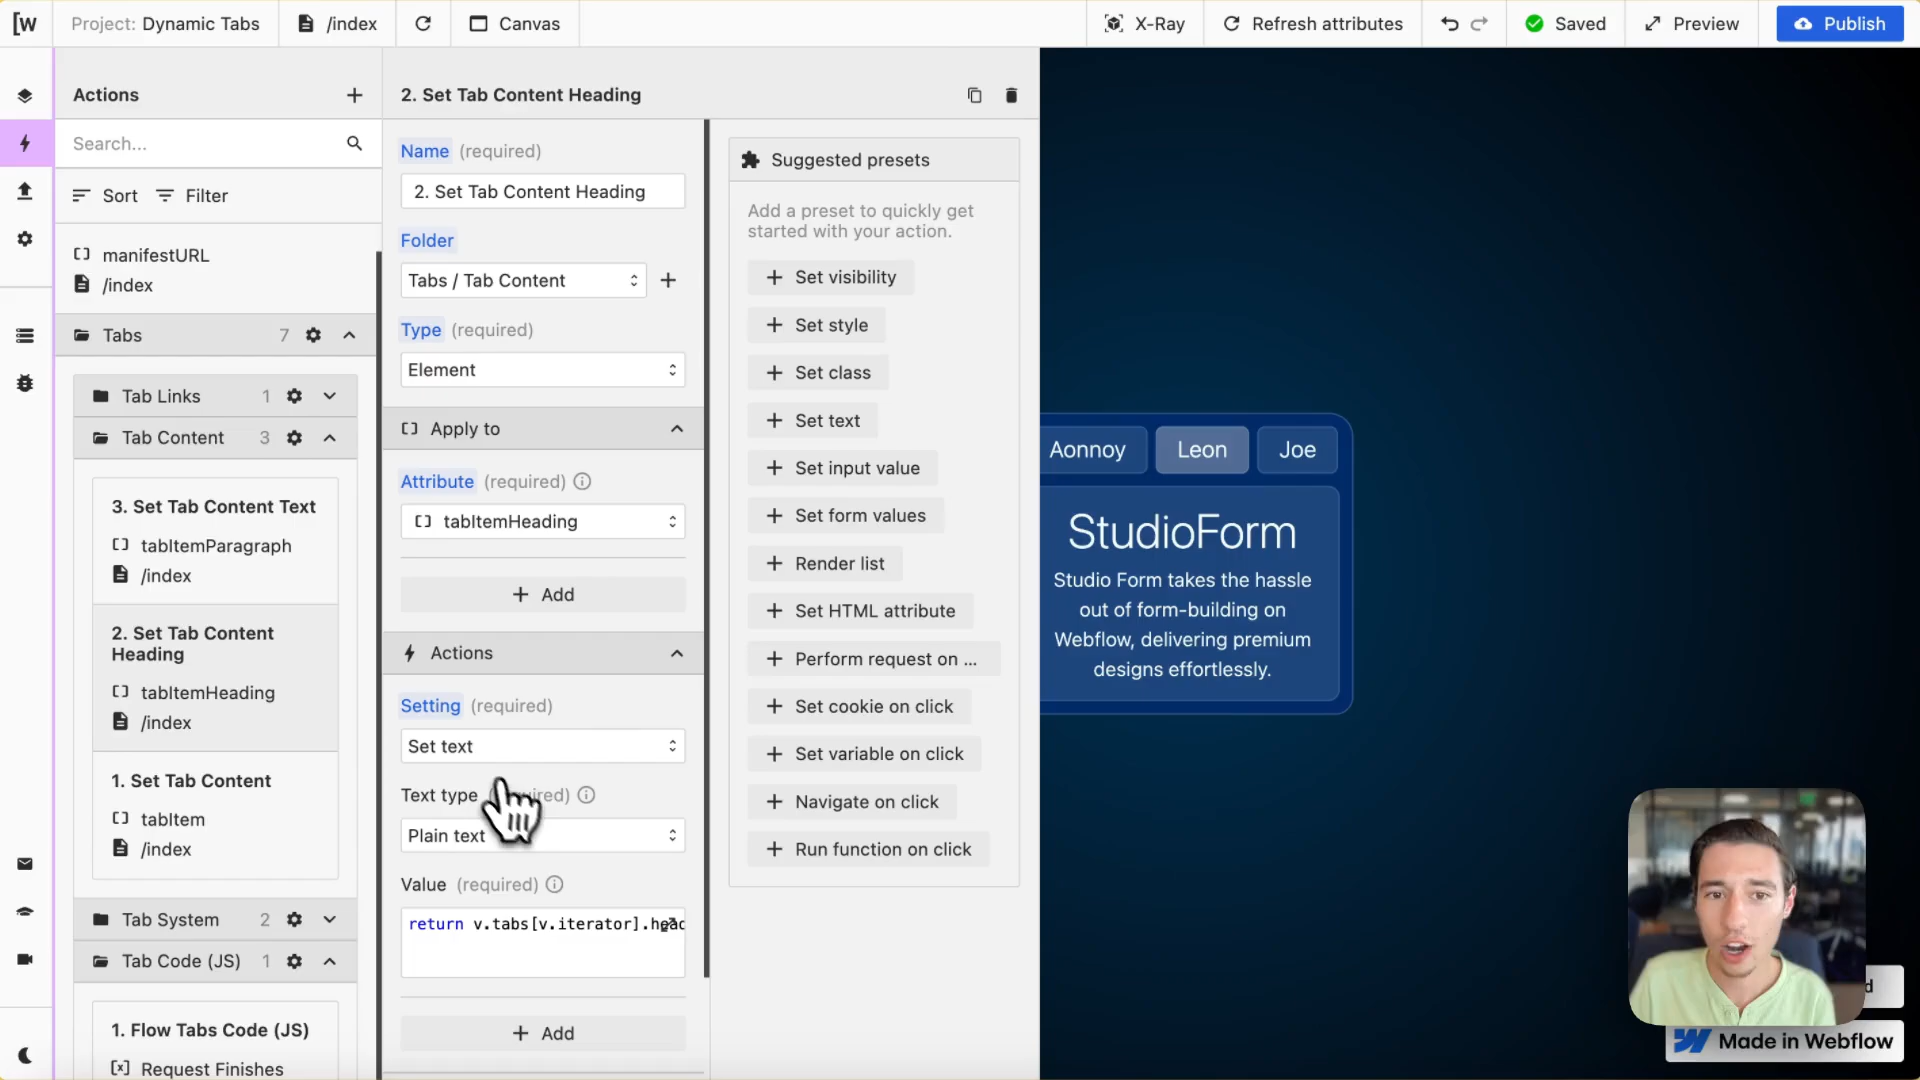 [w
Project: Dynamic Tabs
/index
Canvas
X-Ray
Refresh attributes
Saved
Preview
Publish
Actions
Search...
Sort
Filter
manifestURL
/index
Tabs
7
Tab Links
1
Tab Content
3
3. Set Tab Content Text
tabItemParagraph
/index
2. Set Tab Content
Heading
tabItemHeading
/index
1. Set Tab Content
tabItem
/index
Tab System
2
Tab Code (JS)
1
1. Flow Tabs Code (JS)
Request Finishes
2. Set Tab Content Heading
Name (required)
2. Set Tab Content Heading
Folder
Tabs / Tab Content
Type (required)
Element
Apply to
Attribute (required)
tabItemHeading
Add
Actions
Setting (required)
Set text
Text type
Plain text
Value (required)
return v.tabs[v.iterator].
Add
Suggested presets
Add a preset to quickly get
started with your action.
Set visibility
Set style
Set class
Set text
Set input value
Set form values
Render list
Set HTML attribute
Perform request on ...
Set cookie on click
Set variable on click
Navigate on click
Run function on click
Aonnoy
Leon
Joe
StudioForm
Studio Form takes the hassle
out of form-building on
Webflow, delivering premium
designs effortlessly.
Made in Webflow